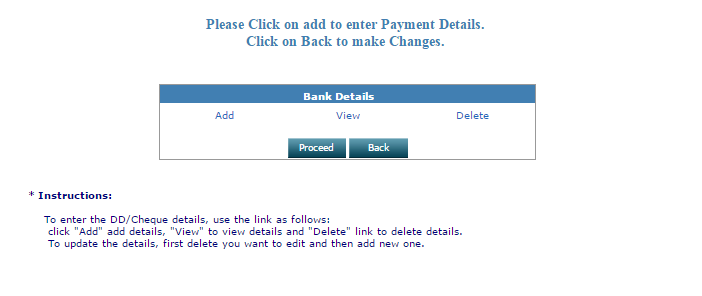 Please Click on add to enter Payment Details.
Click on Back to make Changes.
Bank Details
Add View Delete
Proceed Back
* Instructions:
To enter the DD/Cheque details, use the link as follows:
click "Add" add details, "View" to view details and "Delete" link to delete details.
To update the details, first delete you want to edit and then add new one.